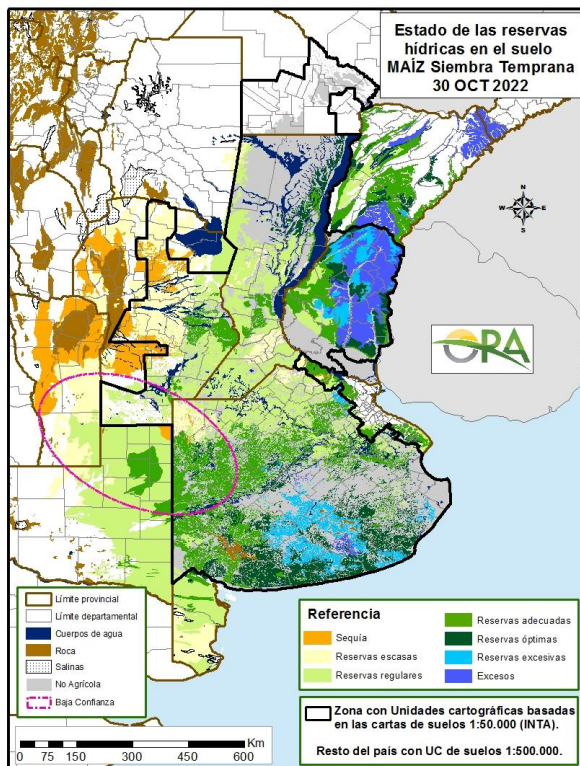 Estado de las reservas
hídricas en el suelo
MAÍZ Siembra Temprana
30 OCT 2022
N
W E
S
ORA
Límite provincial
Límite departamental
Cuerpos de agua
Roca
Salinas
No Agrícola
Baja Confianza
Referencia
Sequía
Reservas escasas
Reservas regulares
Reservas adecuadas
Reservas óptimas
Reservas excesivas
Excesos
Zona con Unidades cartográficas basadas
en las cartas de suelos 1:50.000 (INTA).
Resto del país con UC de suelos 1:500.000.
Km
0 75 150 300 450 600